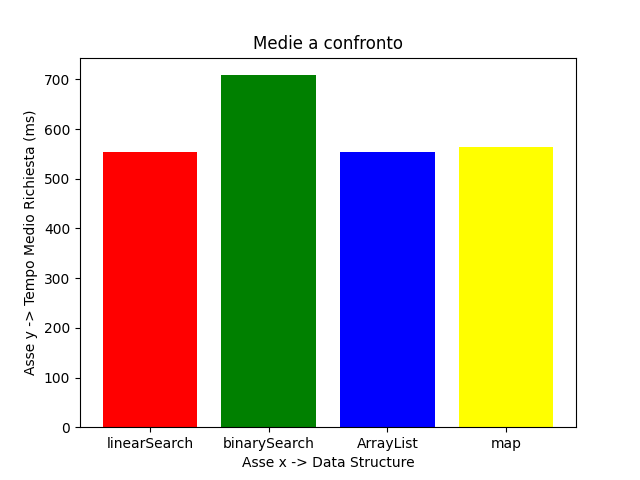 Medie a confronto
Asse y -> Tempo Medio Richiesta (ms)
700
600
500
400
300
200
100
0
linearSearch binarySearch ArrayList map
Asse x -> Data Structure